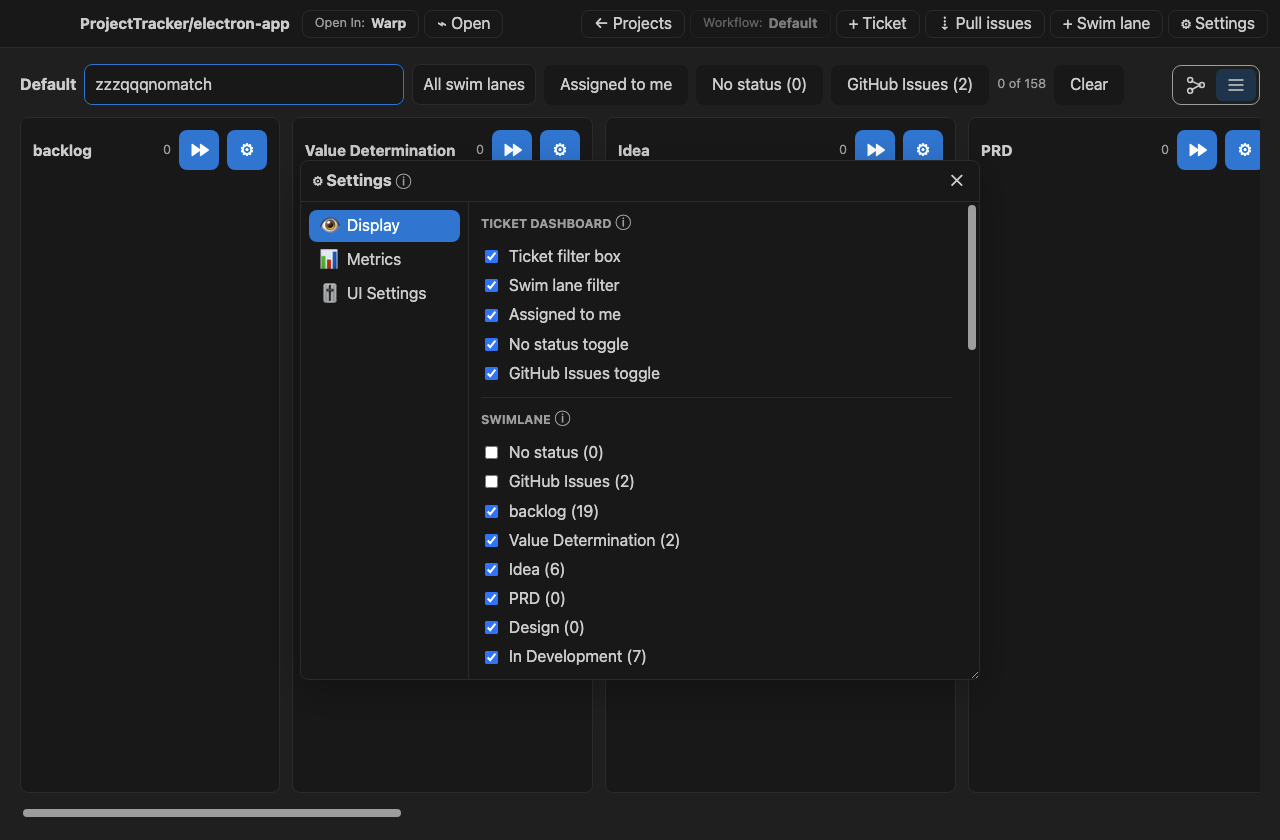 ProjectTracker/electron-app Open In: Warp ⌁ Open ← Projects Workflow: Default + Ticket ⇣ Pull issues + Swim lane ⚙ Settings
Default zzzqqqnomatch All swim lanes Assigned to me No status (0) GitHub Issues (2) 0 of 158 Clear
backlog 0 Value Determination 0 Idea 0 PRD 0
⚙ Settings ⓘ
Display
Metrics
UI Settings
TICKET DASHBOARD ⓘ
Ticket filter box
Swim lane filter
Assigned to me
No status toggle
GitHub Issues toggle
SWIMLANE ⓘ
No status (0)
GitHub Issues (2)
backlog (19)
Value Determination (2)
Idea (6)
PRD (0)
Design (0)
In Development (7)